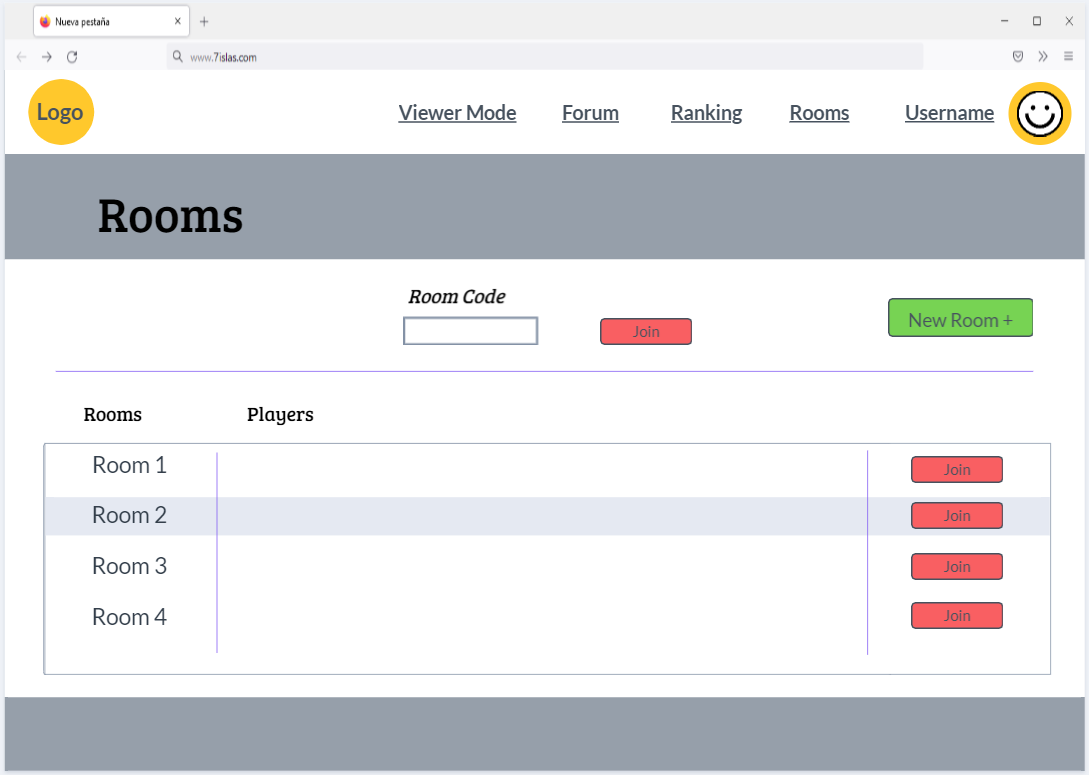 Nueva pestaña
www.7islas.com
Logo
Viewer Mode Forum Ranking Rooms Username
Rooms
Room Code
Join
New Room +
Rooms Players
Room 1 Join
Room 2 Join
Room 3 Join
Room 4 Join